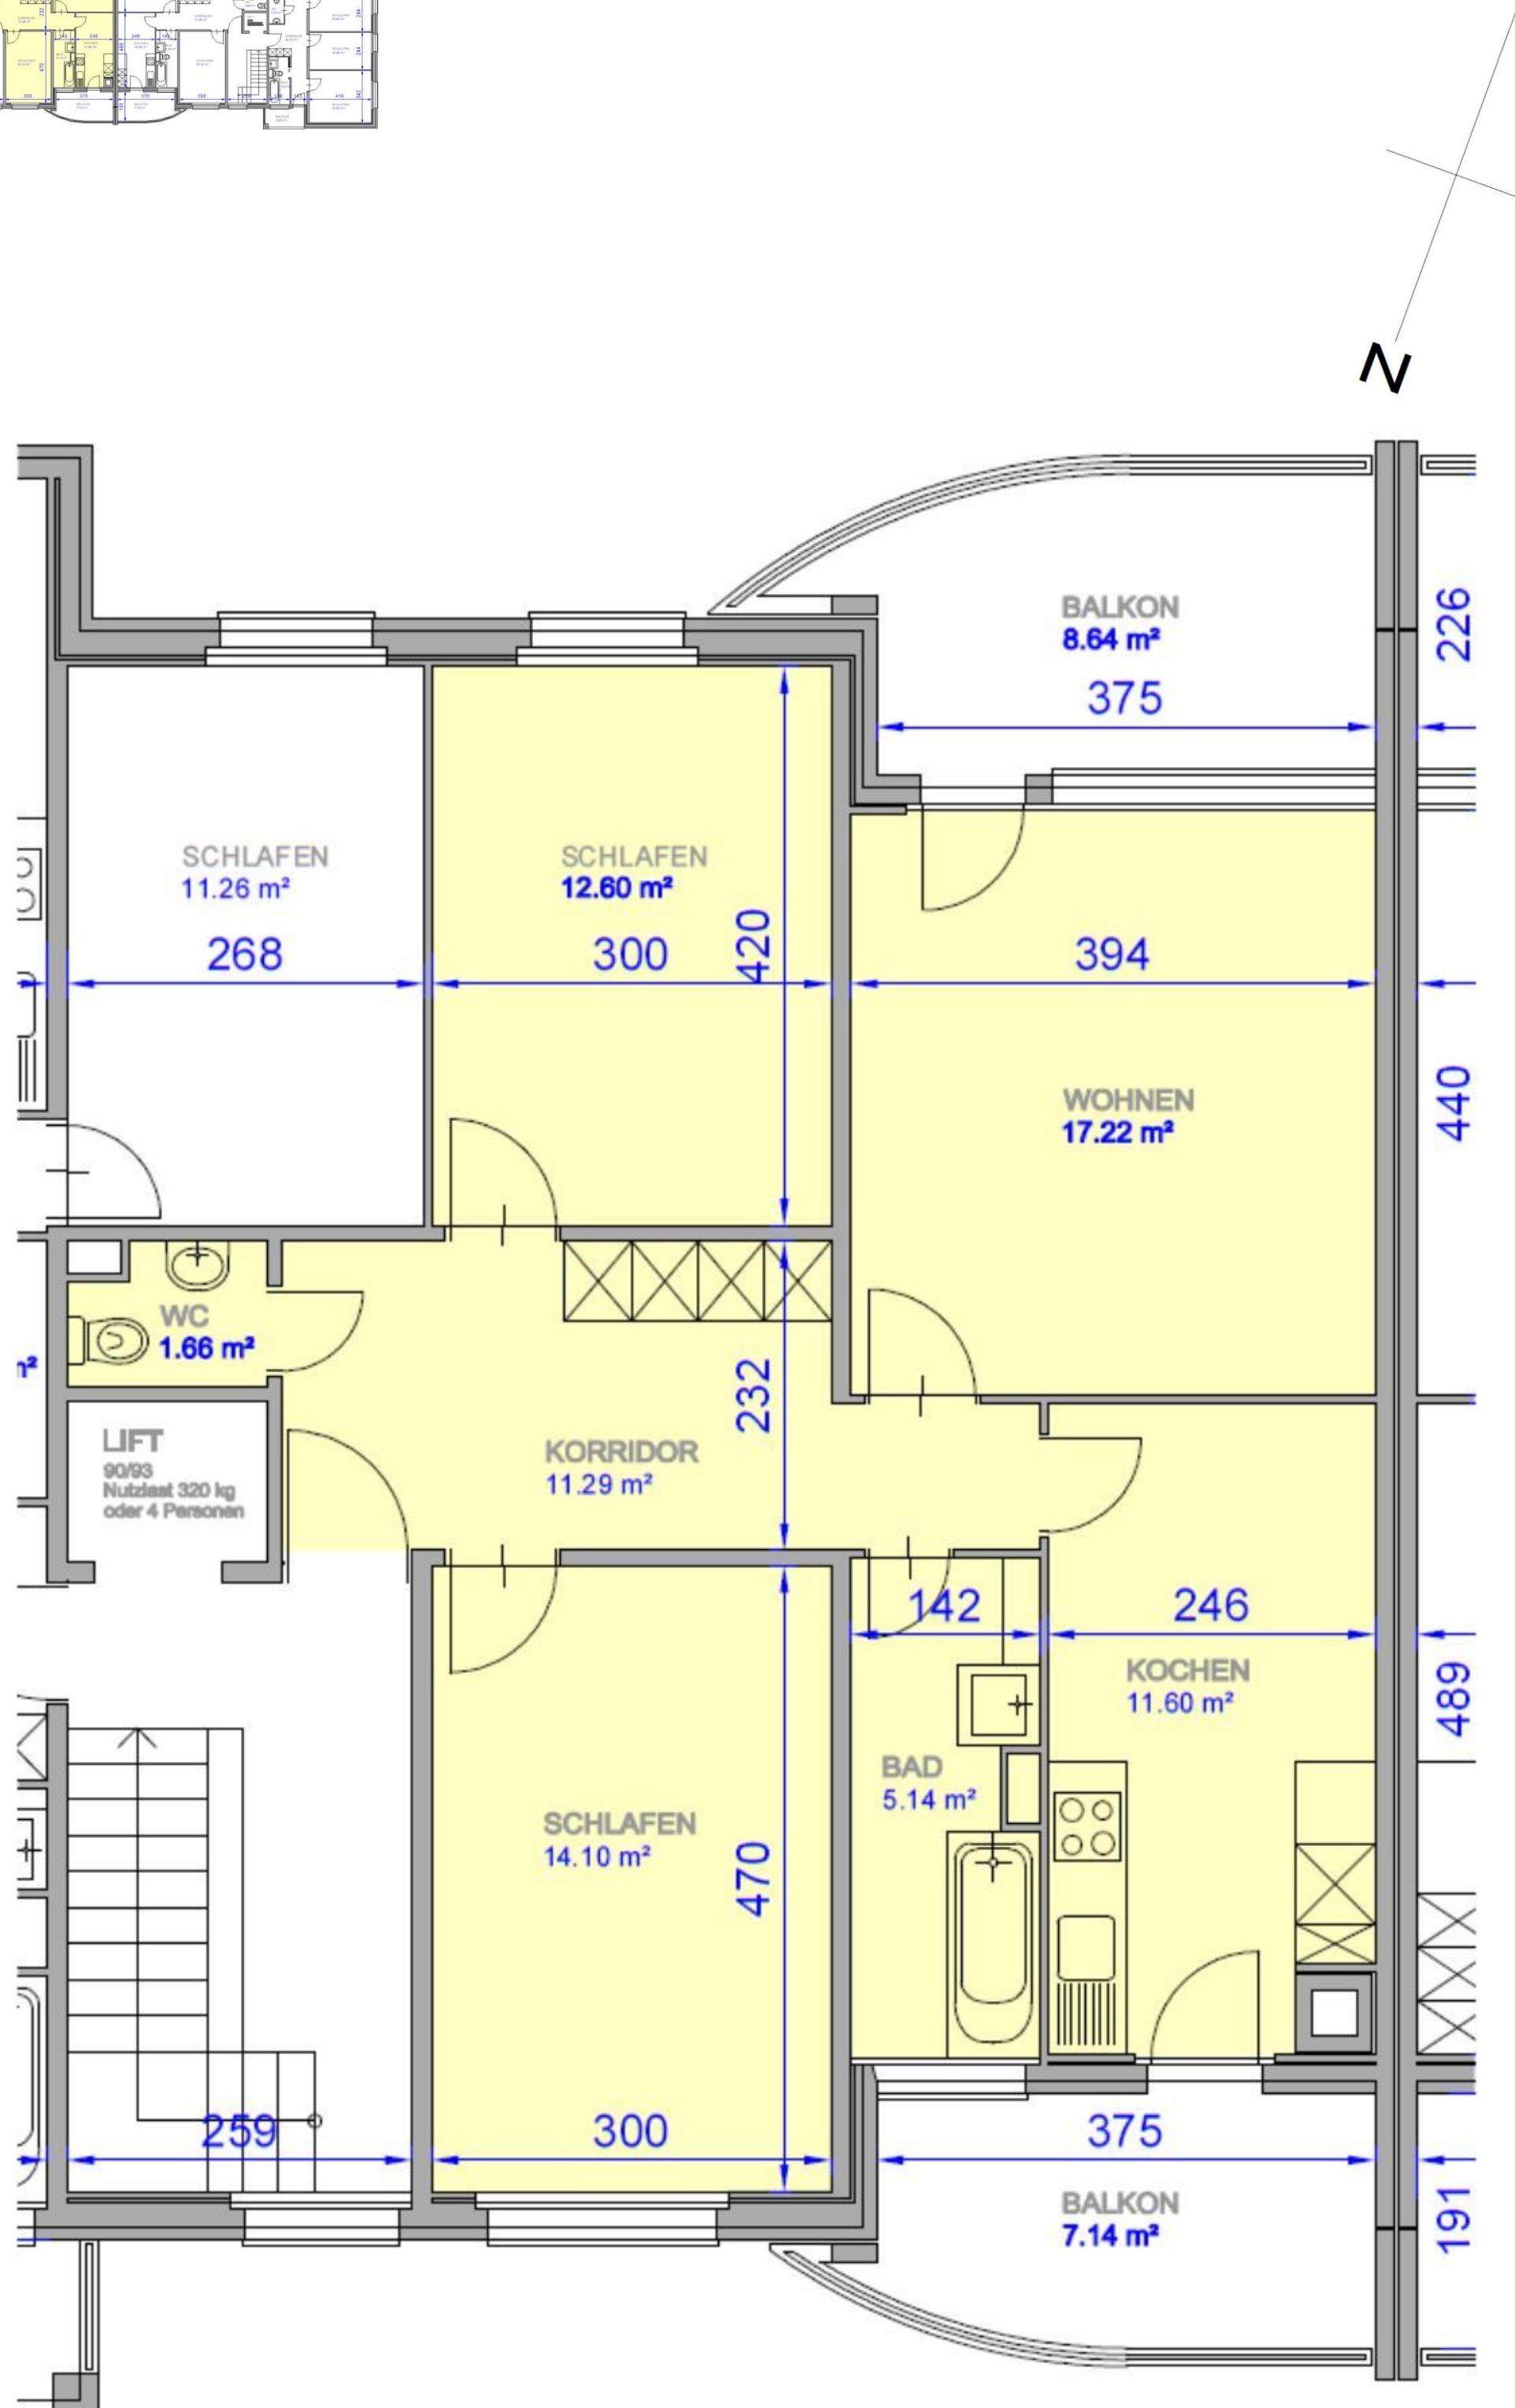 N
BALKON
8.64 m²
226
375
SCHLAFEN
11.26 m²
SCHLAFEN
12.60 m²
268
300
420
394
WOHNEN
17.22 m²
440
WC
1.66 m²
m²
232
LIFT
90/93
Nutzlast 320 kg
oder 4 Personen
KORRIDOR
11.29 m²
142
246
KOCHEN
11.60 m²
489
BAD
5.14 m²
SCHLAFEN
14.10 m²
470
259
300
375
BALKON
7.14 m²
191